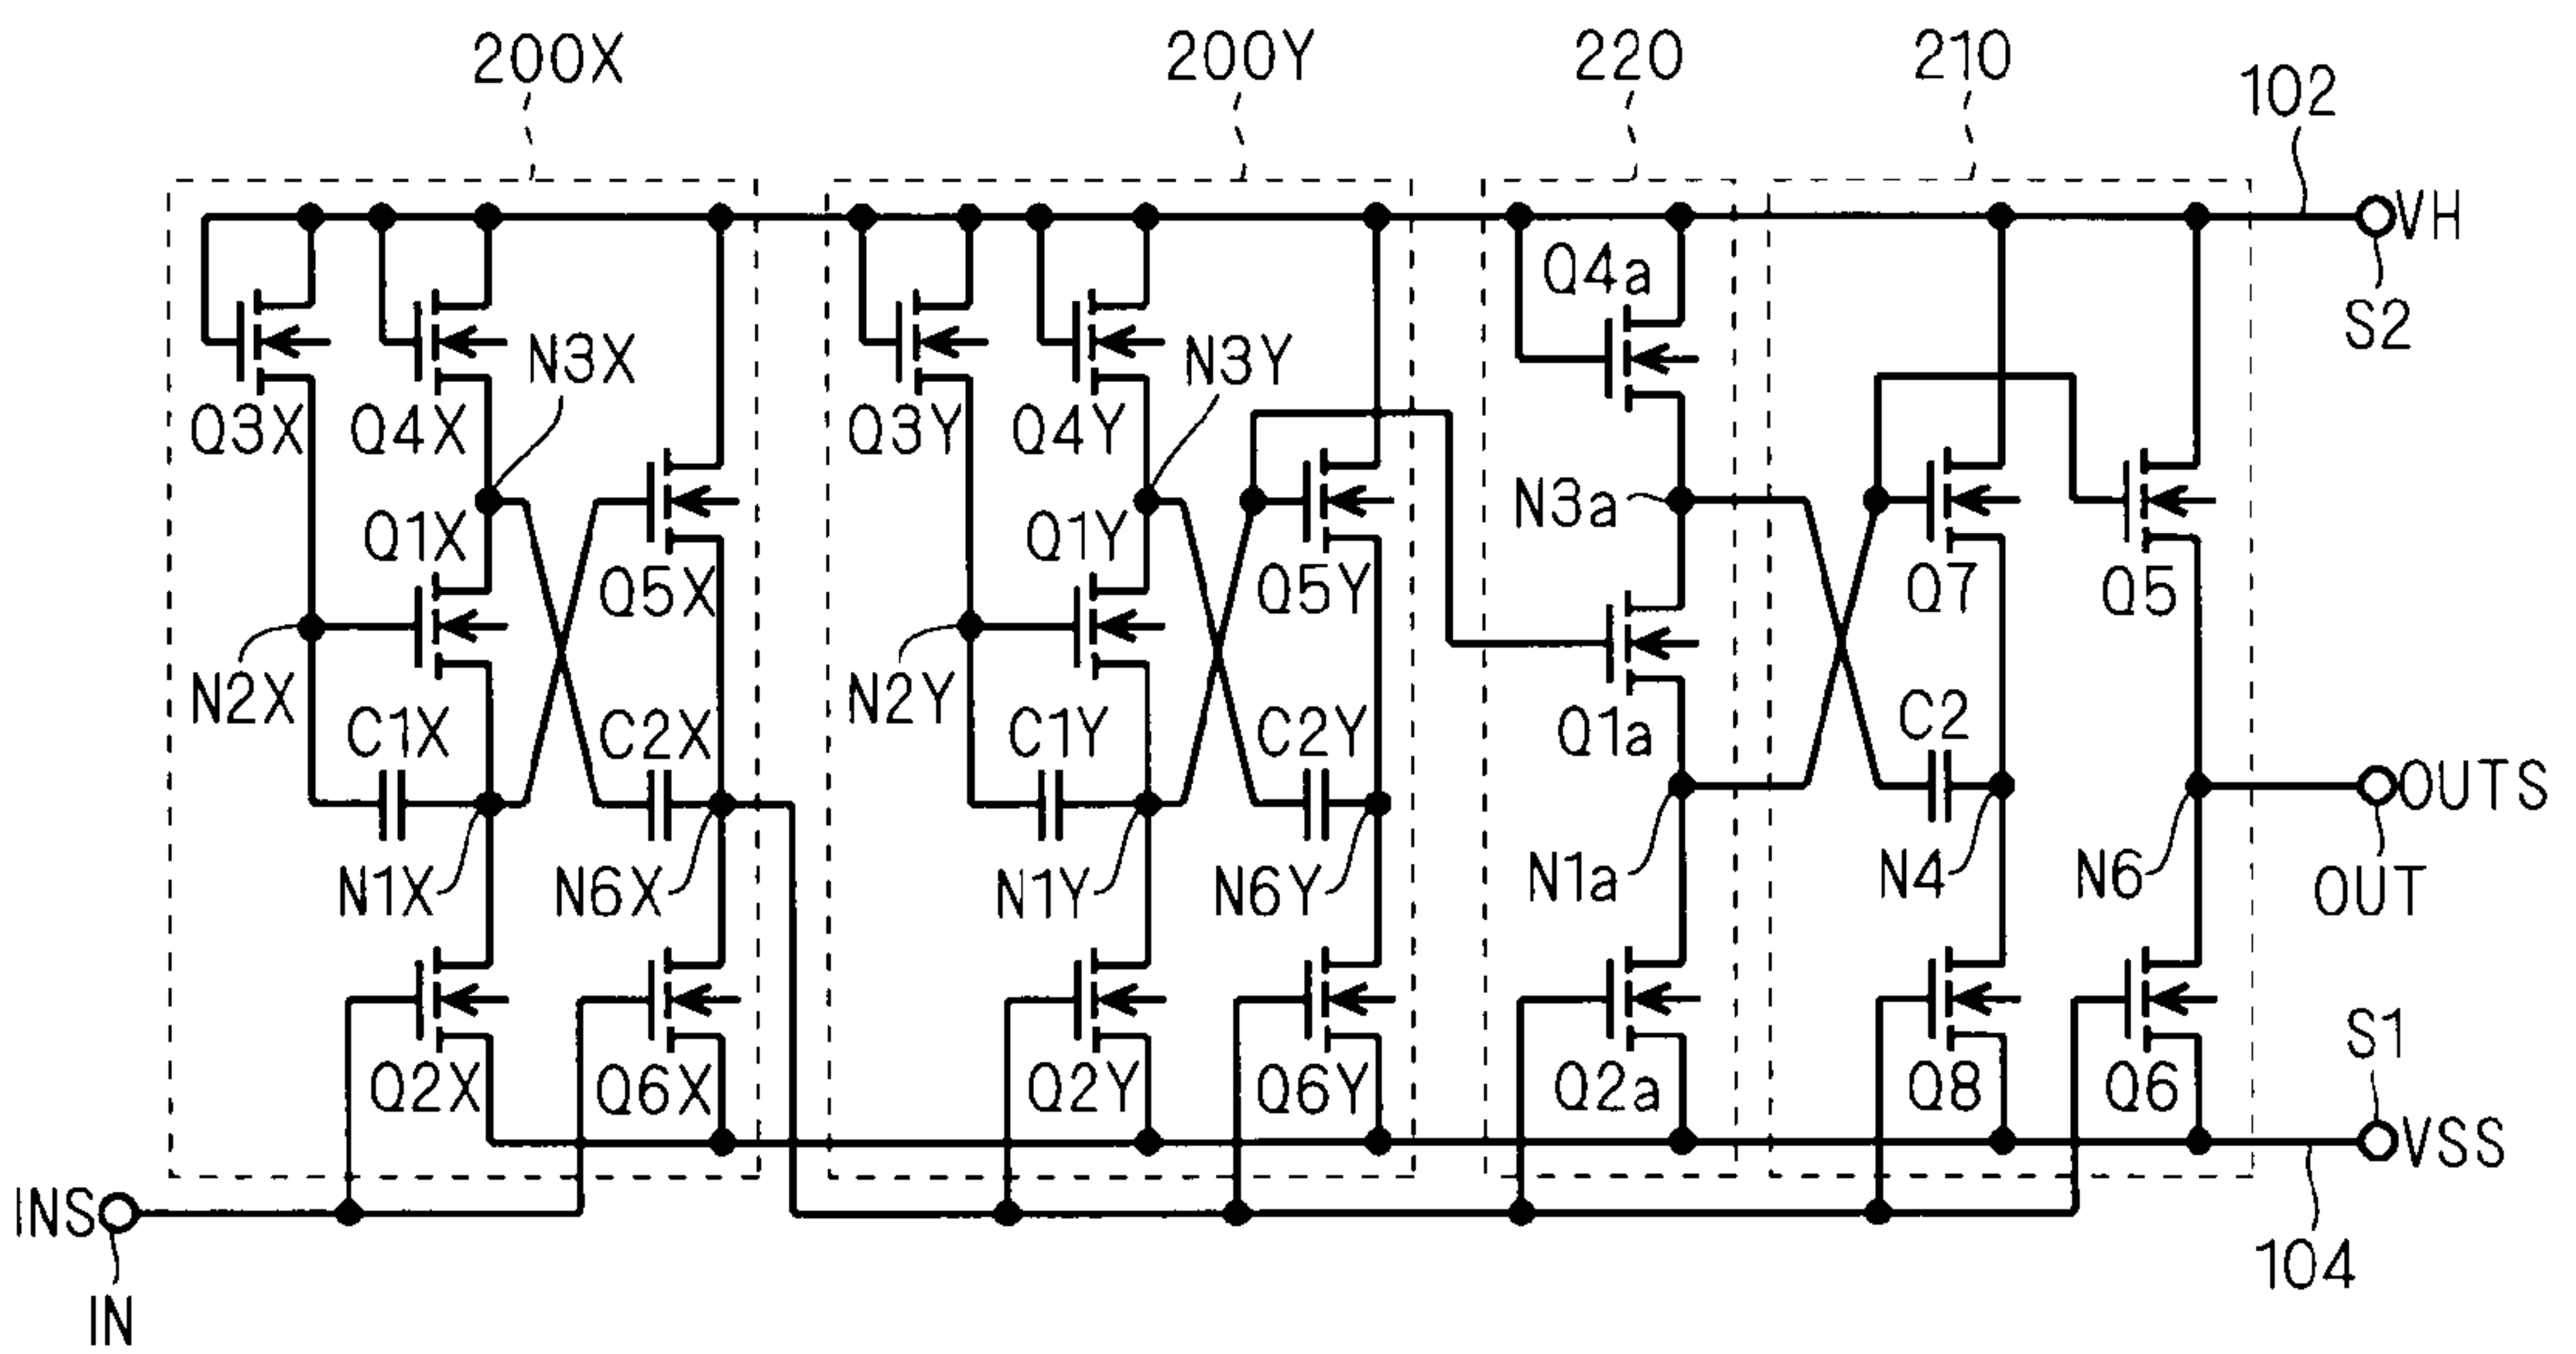 200X
200Y
220
210
102
VH
S2
Q4a
N3X
N3Y
Q3X
Q4X
Q3Y
Q4Y
N3a
Q1X
Q1Y
Q5X
Q5Y
Q7
Q5
N2X
N2Y
C1X
C2X
C1Y
C2Y
Q1a
C2
OUTS
OUT
N1X
N6X
N1Y
N6Y
N1a
N4
N6
S1
Q2X
Q6X
Q2Y
Q6Y
Q2a
Q8
Q6
VSS
INS
IN
104